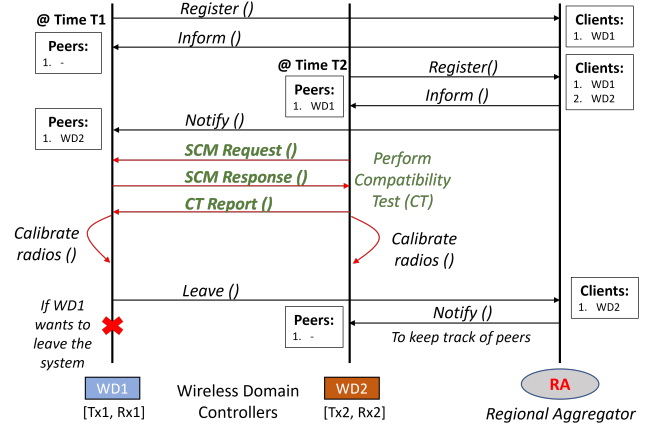 @ Time T1
Register ()
Clients:
1. WD1
Inform ()
Peers:
1. -
@ Time T2
Register()
Clients:
1. WD1
2. WD2
Peers:
1. WD1
Inform ()
Peers:
1. WD2
Notify ()
SCM Request ()
SCM Response ()
CT Report ()
Perform
Compatibility
Test (CT)
Calibrate
radios ()
Calibrate
radios ()
Leave ()
Clients:
1. WD2
If WD1
wants to
leave the
system
Peers:
1. -
Notify ()
To keep track of peers
WD1
[Tx1, Rx1]
Wireless Domain
Controllers
WD2
[Tx2, Rx2]
RA
Regional Aggregator